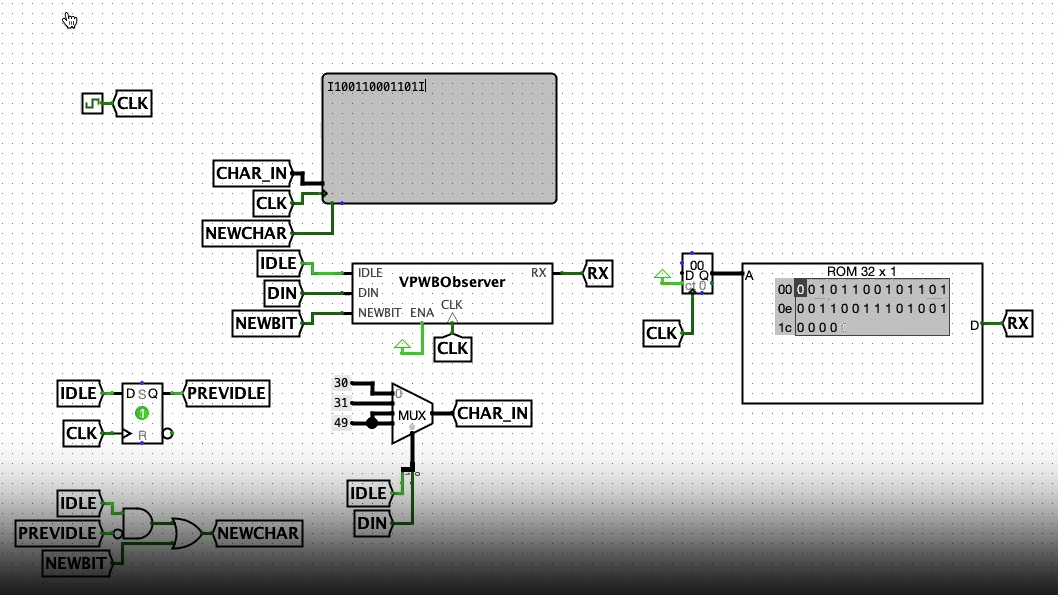 I100110001101I
CLK
CHAR_IN
CLK
NEWCHAR
IDLE
DIN
NEWBIT
IDLE
DIN
NEWBIT ENA
VPWBObserver
CLK
RX
RX
CLK
00
D Q
ct 0
CLK
ROM 32 x 1
A
00 0 0 1 0 1 1 0 0 1 0 1 1 0 1
0e 0 0 1 1 0 0 1 1 1 0 1 0 0 1
1c 0 0 0 0
D
RX
IDLE
D S Q
PREVIDLE
1
CLK
R
30
31
49
0
MUX
CHAR_IN
IDLE
DIN
IDLE
PREVIDLE
NEWBIT
NEWCHAR